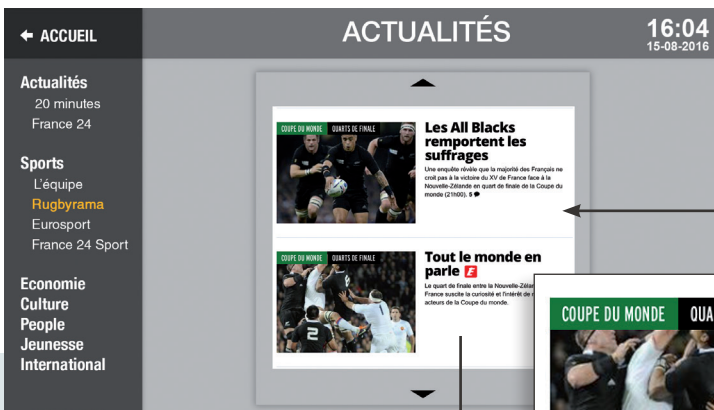 ACCUEIL
ACTUALITÉS
16:04
15-08-2016
Actualités
20 minutes
France 24
Sports
L'équipe
Rugbyrama
Eurosport
France 24 Sport
Economie
Culture
People
Jeunesse
International
COUPE DU MONDE QUARTS DE FINALE
Les All Blacks
remportent les
suffrages
Une enquête révèle que la majorité des Français ne
croit pas à la victoire du XV de France face à la
Nouvelle-Zélande en quart de finale de la Coupe du
monde (21h00). 5
COUPE DU MONDE QUARTS DE FINALE
Tout le monde en
parle E
Le quart de finale entre la Nouvelle-Zélan
France suscite la curiosité et l'intérêt de
acteurs de la Coupe du monde.
COUPE DU MONDE QUA